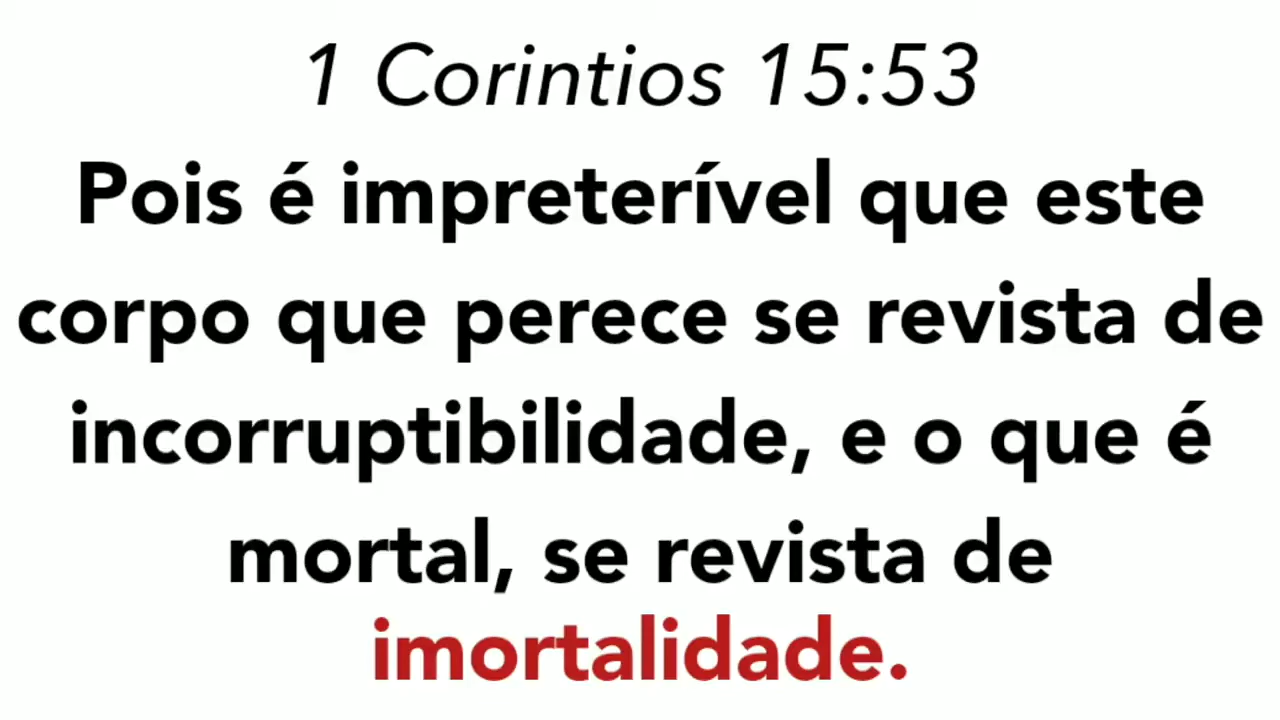 1 Corintios 15:53
Pois é impreterível que este
corpo que perece se revista de
incorruptibilidade, e o que é
mortal, se revista de
imortalidade.